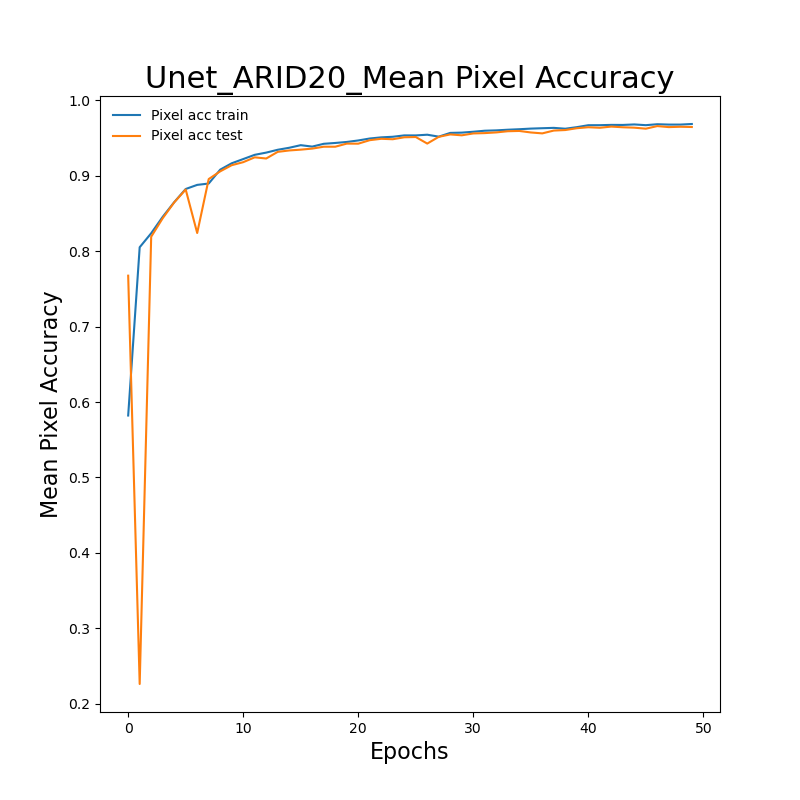 Unet_ARID20_Mean Pixel Accuracy
Pixel acc train
Pixel acc test
1.0
0.9
0.8
0.7
0.6
0.5
0.4
0.3
0.2
Mean Pixel Accuracy
0 10 20 30 40 50
Epochs